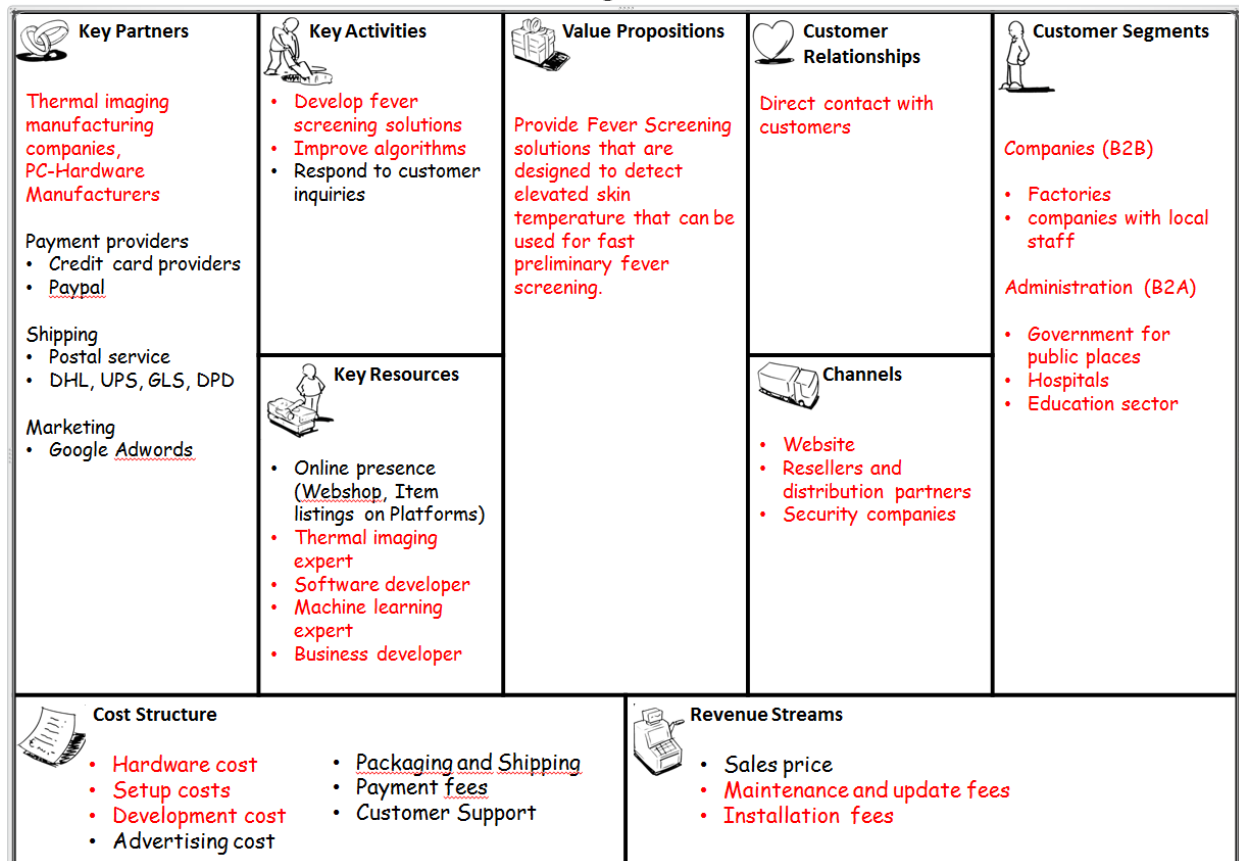 Key Partners
Thermal imaging
manufacturing
companies,
PC-Hardware
Manufacturers
Payment providers
• Credit card providers
• Paypal
Shipping
• Postal service
• DHL, UPS, GLS, DPD
Marketing
• Google Adwords
Key Activities
• Develop fever
screening solutions
• Improve algorithms
• Respond to customer
inquiries
Key Resources
• Online presence
(Webshop, Item
listings on Platforms)
• Thermal imaging
expert
• Software developer
• Machine learning
expert
• Business developer
Value Propositions
Provide Fever Screening
solutions that are
designed to detect
elevated skin
temperature that can be
used for fast
preliminary fever
screening.
Customer
Relationships
Direct contact with
customers
Channels
• Website
• Resellers and
distribution partners
• Security companies
Customer Segments
Companies (B2B)
• Factories
• companies with local
staff
Administration (B2A)
• Government for
public places
• Hospitals
• Education sector
Cost Structure
• Hardware cost
• Setup costs
• Development cost
• Advertising cost
• Packaging and Shipping
• Payment fees
• Customer Support
Revenue Streams
• Sales price
• Maintenance and update fees
• Installation fees